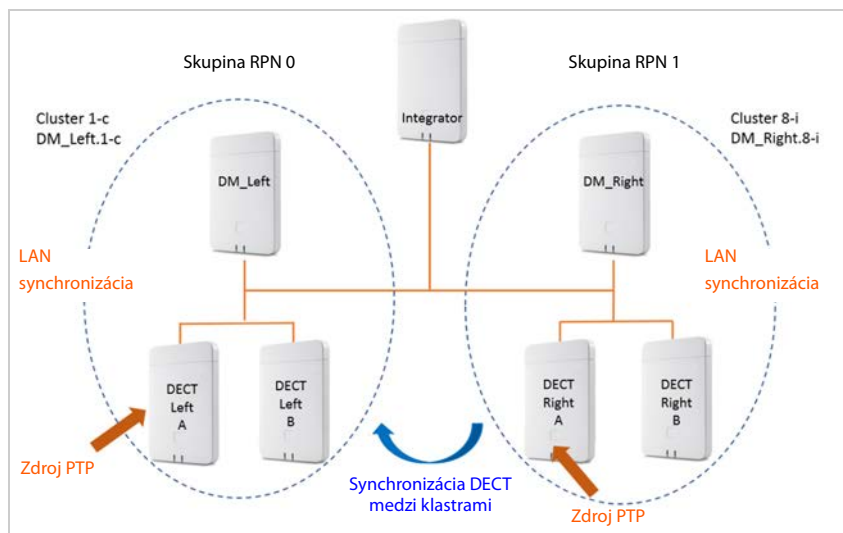 Skupina RPN 0
Skupina RPN 1
Integrator
Cluster 1-c
DM_Left.1-c
Cluster 8-i
DM_Right.8-i
DM_Left
DM_Right
LAN
synchronizácia
LAN
synchronizácia
DECT
Left
A
DECT
Left
B
DECT
Right
A
DECT
Right
B
Zdroj PTP
Synchronizácia DECT
medzi klastrami
Zdroj PTP